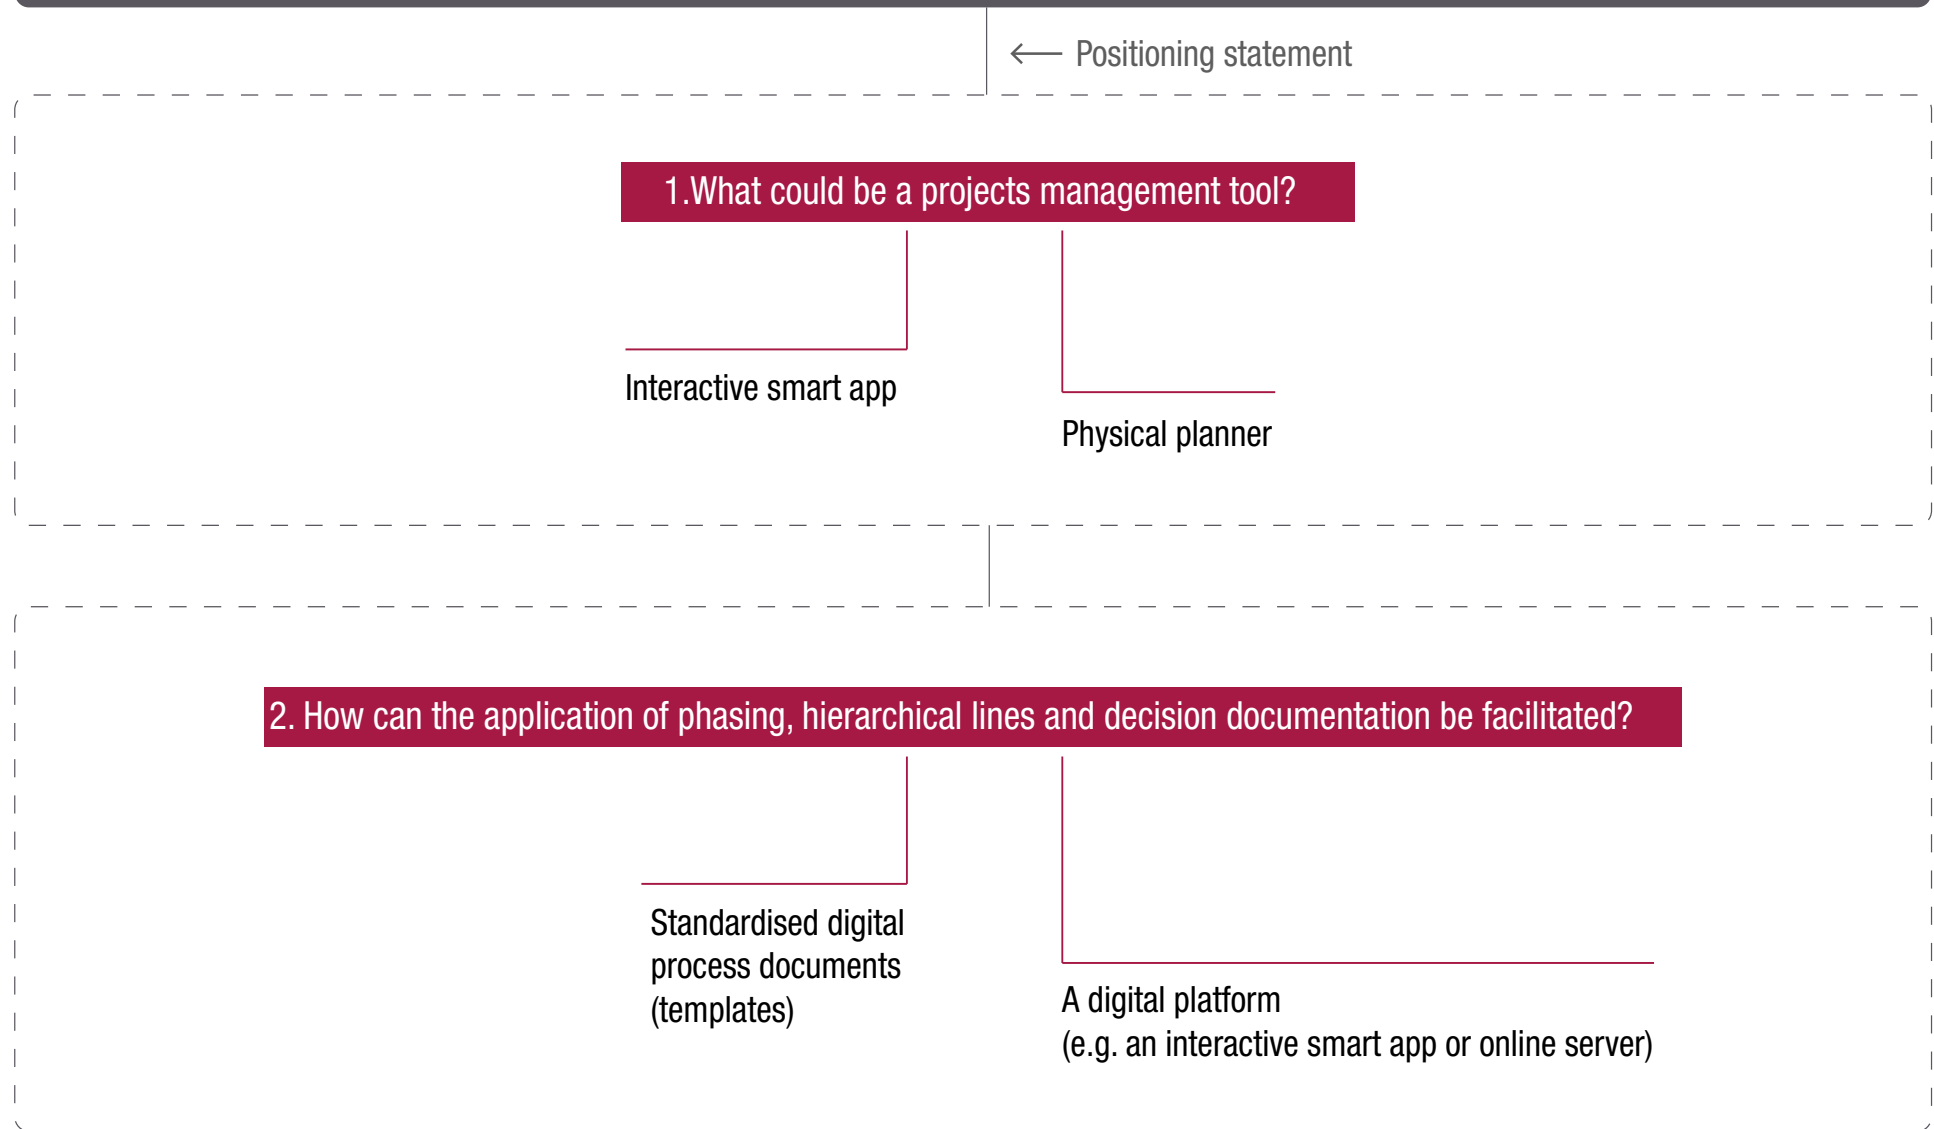 Positioning statement
1.What could be a projects management tool?
Interactive smart app
Physical planner
2. How can the application of phasing, hierarchical lines and decision documentation be facilitated?
Standardised digital
process documents
(templates)
A digital platform
(e.g. an interactive smart app or online server)